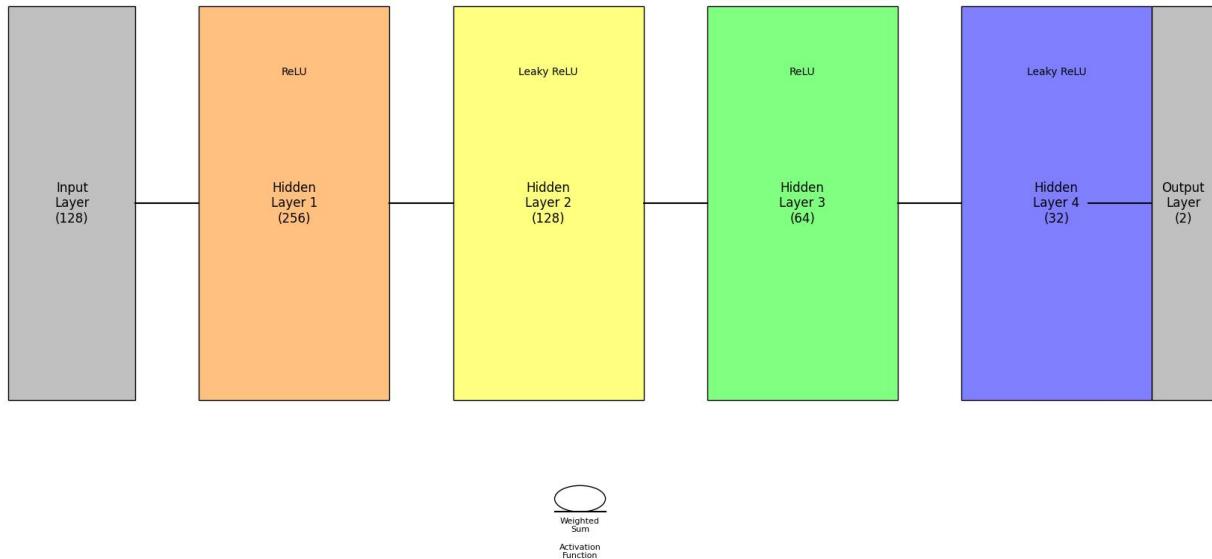 ReLU
Leaky ReLU
ReLU
Leaky ReLU
Input
Layer
(128)
Hidden
Layer 1
(256)
Hidden
Layer 2
(128)
Hidden
Layer 3
(64)
Hidden
Layer 4
(32)
Output
Layer
(2)
Weighted
Sum
Activation
Function